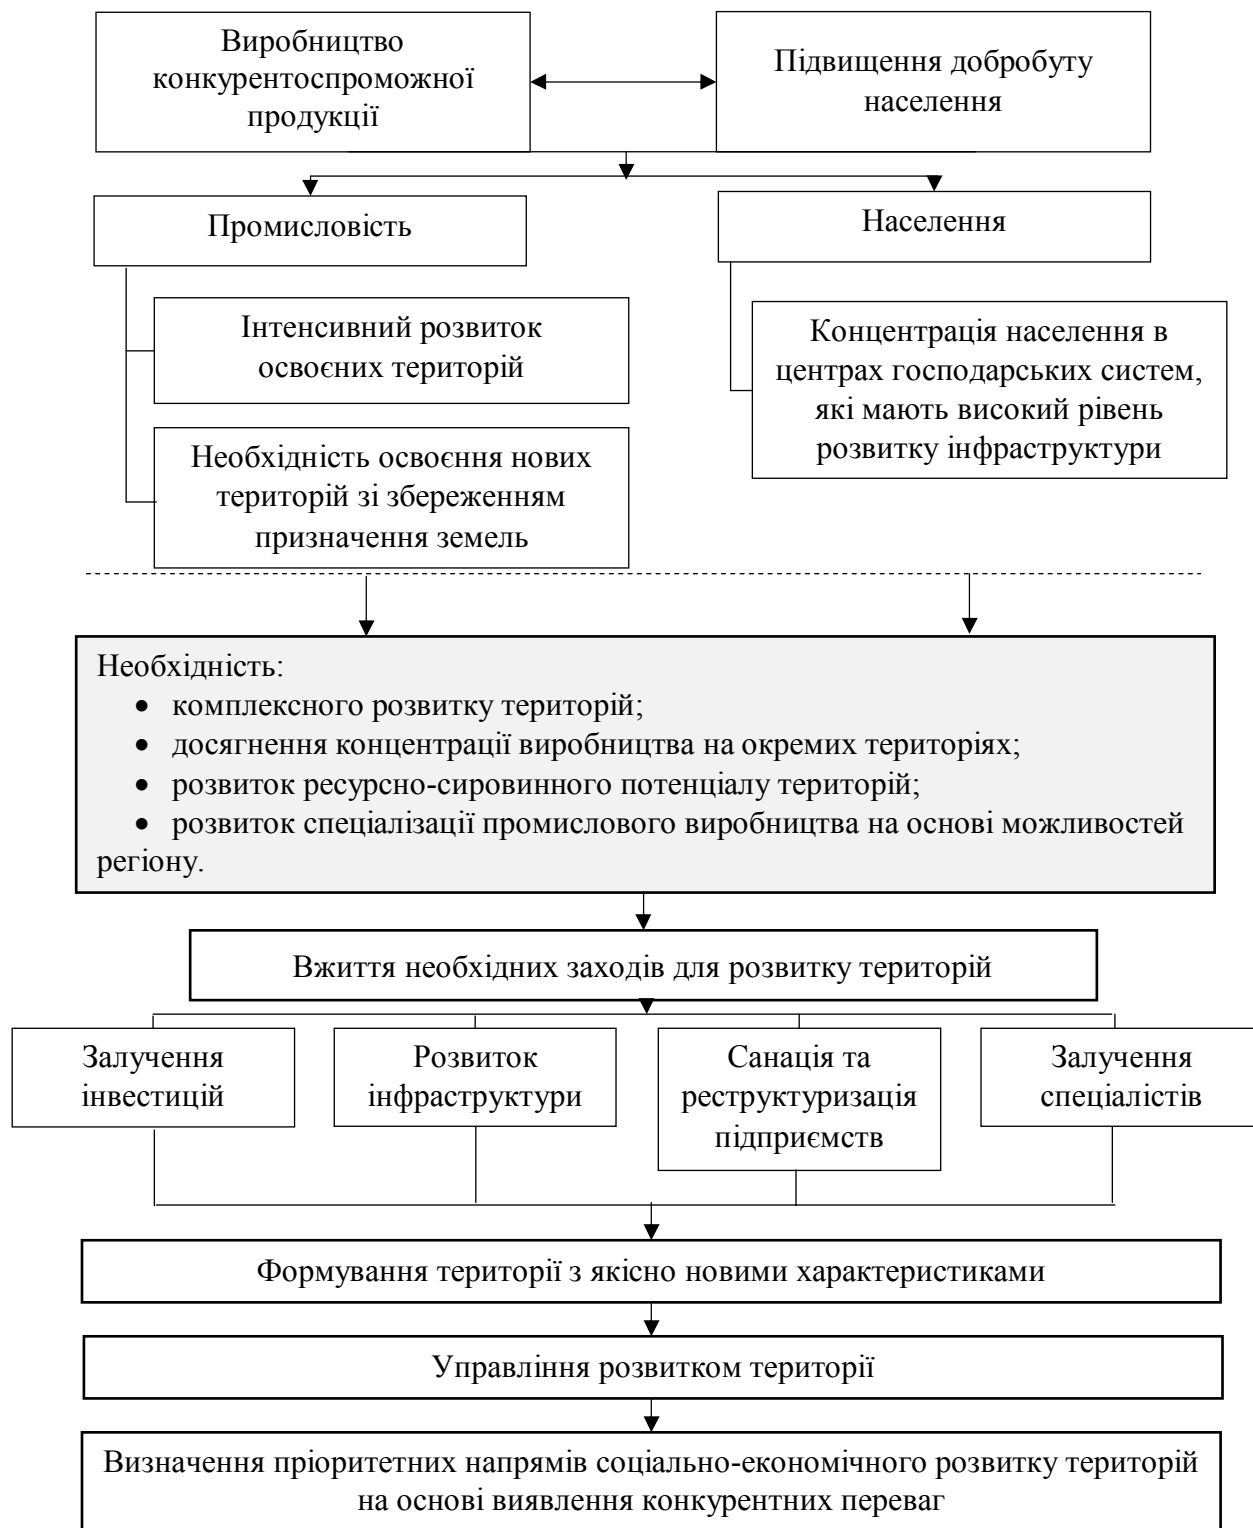 Виробництво
конкурентоспроможної
продукції
Підвищення добробуту
населення
Промисловість
Населення
Інтенсивний розвиток
освоєних територій
Концентрація населення в
центрах господарських систем,
які мають високий рівень
розвитку інфраструктури
Необхідність освоєння нових
територій зі збереженням
призначення земель
Необхідність:
• комплексного розвитку територій;
• досягнення концентрації виробництва на окремих територіях;
• розвиток ресурсно-сировинного потенціалу територій;
• розвиток спеціалізації промислового виробництва на основі можливостей
регіону.
Вжиття необхідних заходів для розвитку територій
Залучення
інвестицій
Розвиток
інфраструктури
Санація та
реструктуризація
підприємств
Залучення
спеціалістів
Формування території з якісно новими характеристиками
Управління розвитком території
Визначення пріоритетних напрямів соціально-економічного розвитку територій
на основі виявлення конкурентних переваг